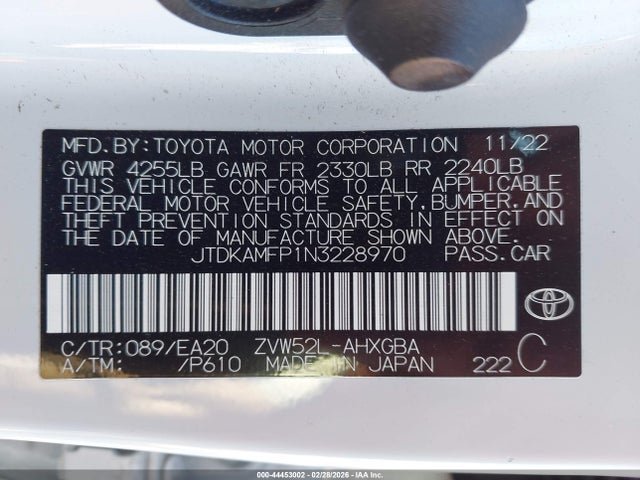 MFD.BY:TOYOTA MOTOR CORPORATION 11/22
GVWR 4255LB GAWR FR 2330LB RR 2240LB
THIS VEHICLE CONFORMS TO ALL APPLICABLE
FEDERAL MOTOR VEHICLE SAFETY,BUMPER,AND
THEFT PREVENTION STANDARDS IN EFFECT ON
THE DATE OF MANUFACTURE SHOWN ABOVE.
JTDKAMFP1N3228970 PASS.CAR
C/TR:089/EA20 ZVW52L-AHXGBA
A/TM: /P610 MADE IN JAPAN 222 C
000-44453002 - 02/28/2026 - IAAI.COM